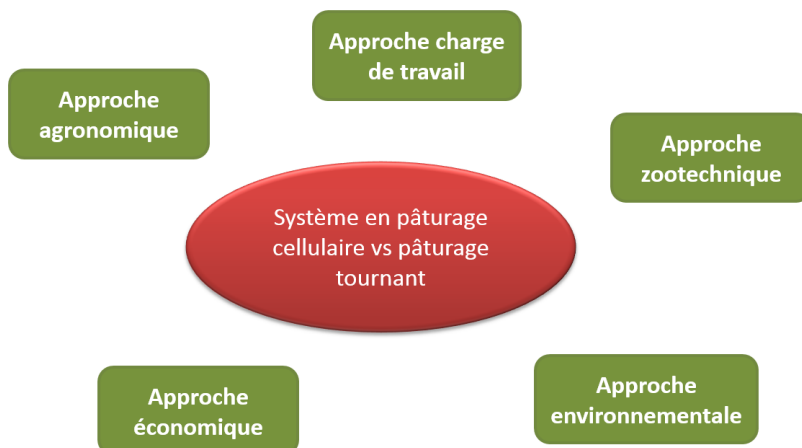 Approche charge
de travail
Approche
agronomique
Approche
zootechnique
Système en pâturage
cellulaire vs pâturage
tournant
Approche
économique
Approche
environnementale